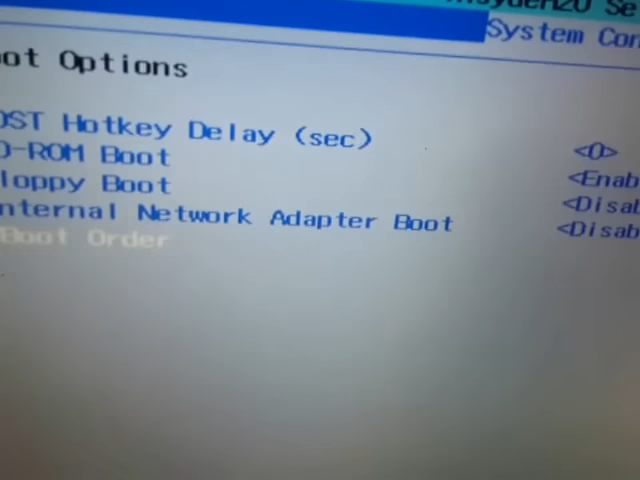 System Con
ot Options
OST Hotkey Delay (sec) <0>
D-ROM Boot <Enab
loppy Boot <Disab
nternal Network Adapter Boot <Disab
Boot Order